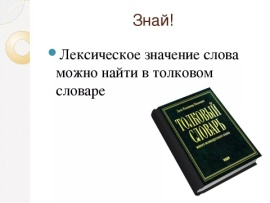 Знай!
Лексическое значение слова
можно найти в толковом
словаре
ТОЛКОВЫЙ
СЛОВАРЬ